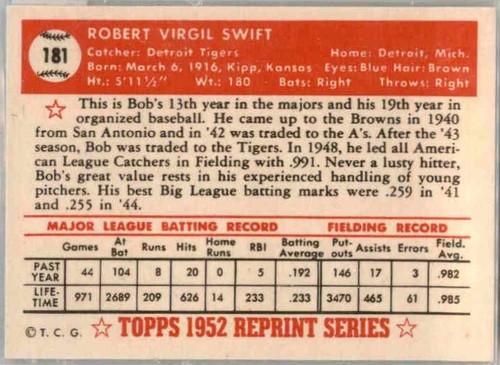 181
ROBERT VIRGIL SWIFT
Catcher: Detroit Tigers Home: Detroit, Mich.
Born: March 6, 1916, Kipp, Kansas Eyes: Blue Hair: Brown
Ht.: 5'11½" Wt.: 180 Bats: Right Throws: Right
This is Bob's 13th year in the majors and his 19th year in
organized baseball. He came up to the Browns in 1940
from San Antonio and in '42 was traded to the A's. After the '43
season, Bob was traded to the Tigers. In 1948, he led all Amer-
ican League Catchers in Fielding with .991. Never a lusty hitter,
Bob's great value rests in his experienced handling of young
pitchers. His best Big League batting marks were .259 in '41
and .255 in '44.
MAJOR LEAGUE BATTING RECORD FIELDING RECORD
Games At Bat Runs Hits Home Runs RBI Batting Average Put-outs Assists Errors Field. Avg.
PAST YEAR 44 104 8 20 0 5 .192 146 17 3 .982
LIFE-TIME 971 2689 209 626 14 233 .233 3470 465 61 .985
© T. C. G. TOPPS 1952 REPRINT SERIES